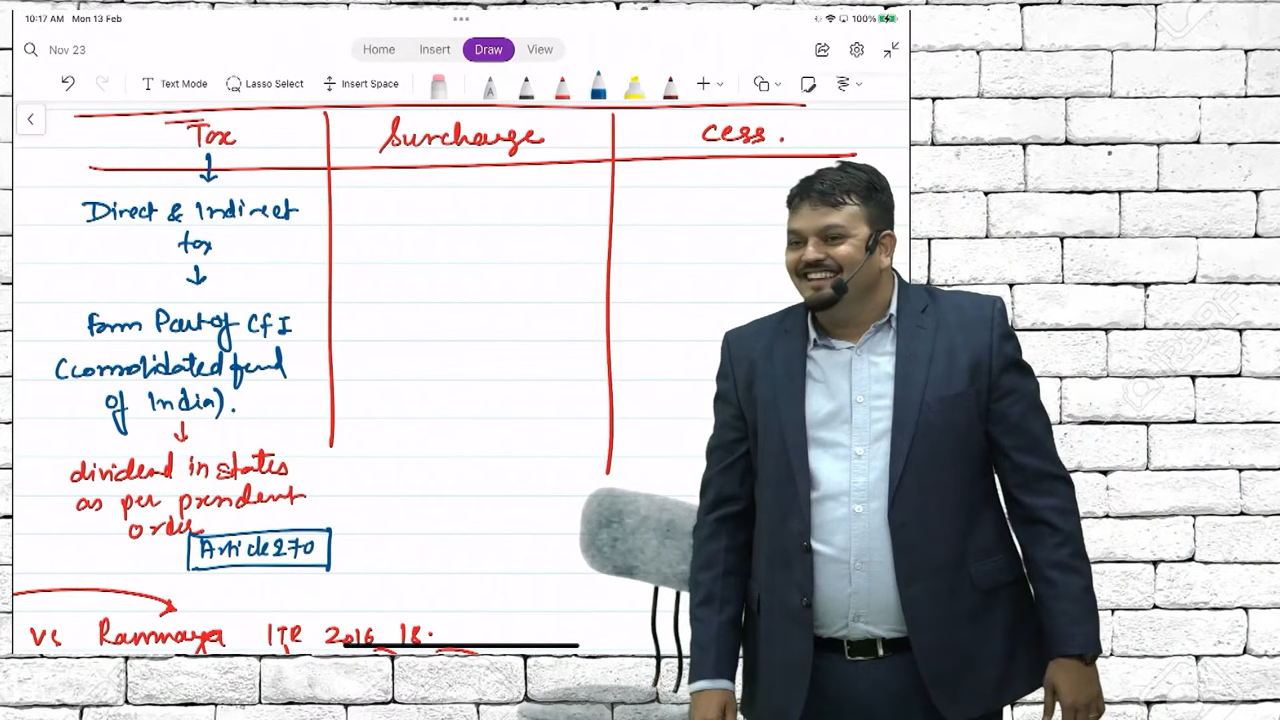 10:17 AM Mon 13 Feb
100%
Nov 23
Home Insert Draw View
Text Mode Lasso Select Insert Space
Tax Surcharge Cess.
Direct & Indirect
tax
form Part of CFI
(consolidated fund
of India).
dividend in states
as per president
order
Article 270
vs Rammaya ITR 2016 18.